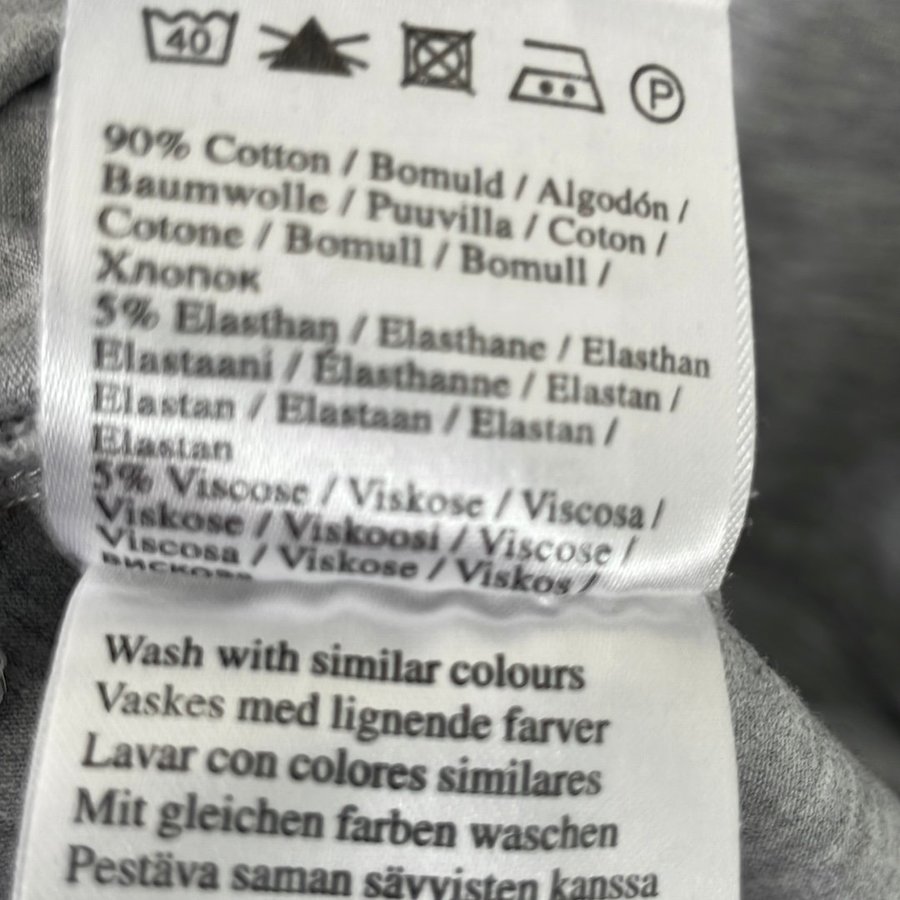 40 P
90% Cotton / Bomuld / Algodón /
Baumwolle / Puuvilla / Coton /
Cotone / Bomull / Bomull /
Хлопок
5% Elasthan / Elasthane / Elasthan
Elastaani / Élasthanne / Elastan /
Elastan / Elastaan / Elastan /
Elastan
5% Viscose / Viskose / Viscosa /
Viskose / Viskoosi / Viscose /
Viscosa / Viskose / Viskos /
вискоза
Wash with similar colours
Vaskes med lignende farver
Lavar con colores similares
Mit gleichen farben waschen
Pestäva saman sävyisten kanssa